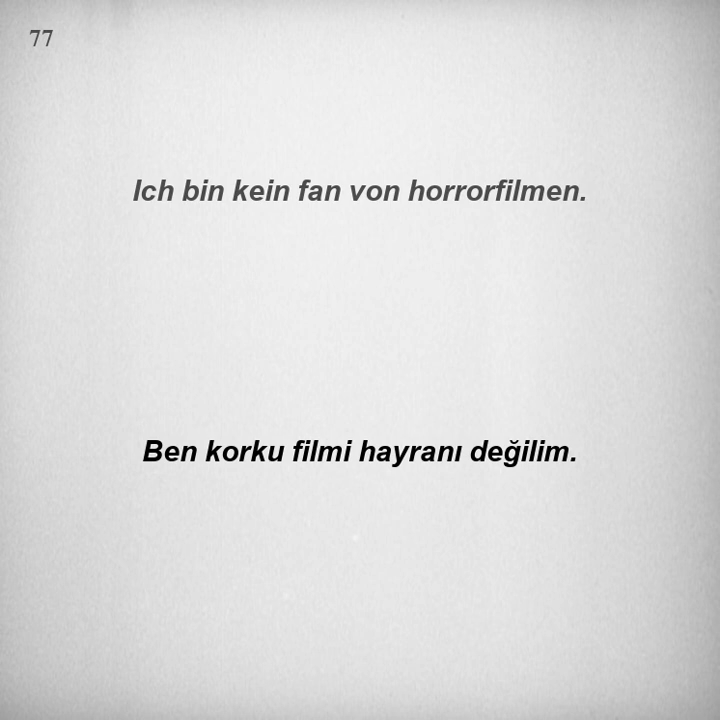 77
Ich bin kein fan von horrorfilmen.
Ben korku filmi hayranı değilim.